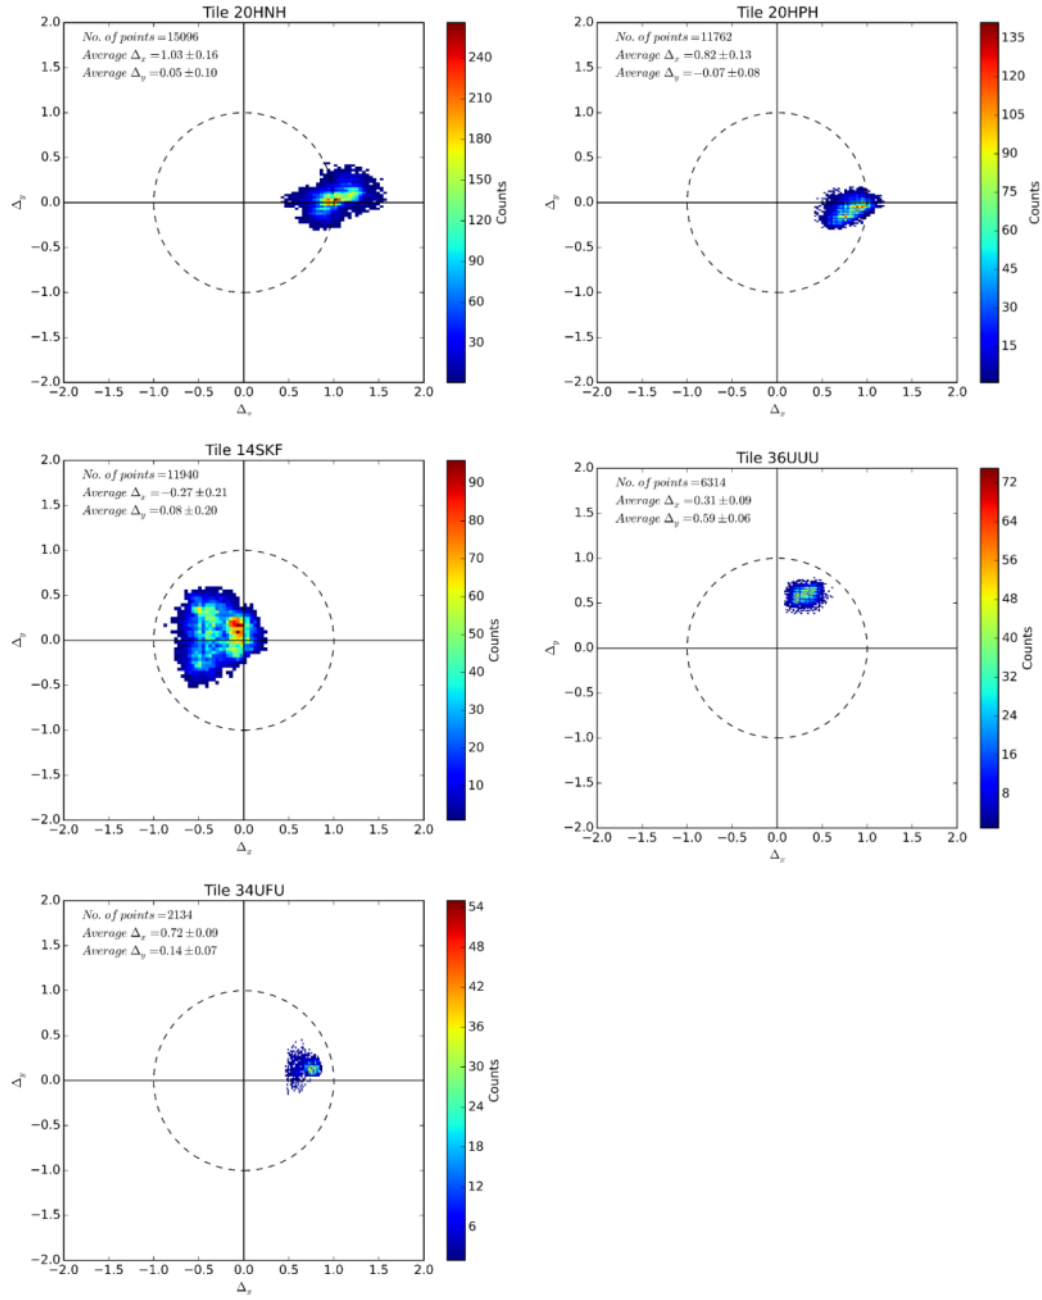 Tile 20HNH
No. of points=15096
Average Δx=1.03±0.16
Average Δy=0.05±0.10
2.0
1.5
1.0
0.5
0.0
−0.5
−1.0
−1.5
−2.0
Δy
−2.0 −1.5 −1.0 −0.5 0.0 0.5 1.0 1.5 2.0
Δx
240
210
180
150
120
90
60
30
Counts
Tile 20HPH
No. of points=11762
Average Δx=0.82±0.13
Average Δy=−0.07±0.08
2.0
1.5
1.0
0.5
0.0
−0.5
−1.0
−1.5
−2.0
Δy
−2.0 −1.5 −1.0 −0.5 0.0 0.5 1.0 1.5 2.0
Δx
135
120
105
90
75
60
45
30
15
Counts
Tile 14SKF
No. of points=11940
Average Δx=−0.27±0.21
Average Δy=0.08±0.20
2.0
1.5
1.0
0.5
0.0
−0.5
−1.0
−1.5
−2.0
Δy
−2.0 −1.5 −1.0 −0.5 0.0 0.5 1.0 1.5 2.0
Δx
90
80
70
60
50
40
30
20
10
Counts
Tile 36UUU
No. of points=6314
Average Δx=0.31±0.09
Average Δy=0.59±0.06
2.0
1.5
1.0
0.5
0.0
−0.5
−1.0
−1.5
−2.0
Δy
−2.0 −1.5 −1.0 −0.5 0.0 0.5 1.0 1.5 2.0
Δx
72
64
56
48
40
32
24
16
8
Counts
Tile 34UFU
No. of points=2134
Average Δx=0.72±0.09
Average Δy=0.14±0.07
2.0
1.5
1.0
0.5
0.0
−0.5
−1.0
−1.5
−2.0
Δy
−2.0 −1.5 −1.0 −0.5 0.0 0.5 1.0 1.5 2.0
Δx
54
48
42
36
30
24
18
12
6
Counts